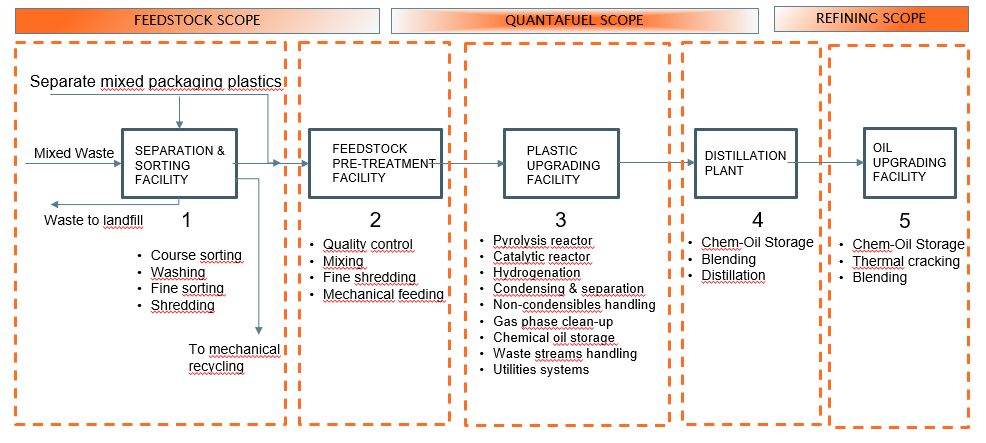 FEEDSTOCK SCOPE
QUANTAFUEL SCOPE
REFINING SCOPE
Separate mixed packaging plastics
Mixed Waste
SEPARATION &
SORTING
FACILITY
Waste to landfill
1
• Course sorting
• Washing
• Fine sorting
• Shredding
To mechanical
recycling
FEEDSTOCK
PRE-TREATMENT
FACILITY
2
• Quality control
• Mixing
• Fine shredding
• Mechanical feeding
PLASTIC
UPGRADING
FACILITY
3
• Pyrolysis reactor
• Catalytic reactor
• Hydrogenation
• Condensing & separation
• Non-condensibles handling
• Gas phase clean-up
• Chemical oil storage
• Waste streams handling
• Utilities systems
DISTILLATION
PLANT
4
• Chem-Oil Storage
• Blending
• Distillation
OIL
UPGRADING
FACILITY
5
• Chem-Oil Storage
• Thermal cracking
• Blending